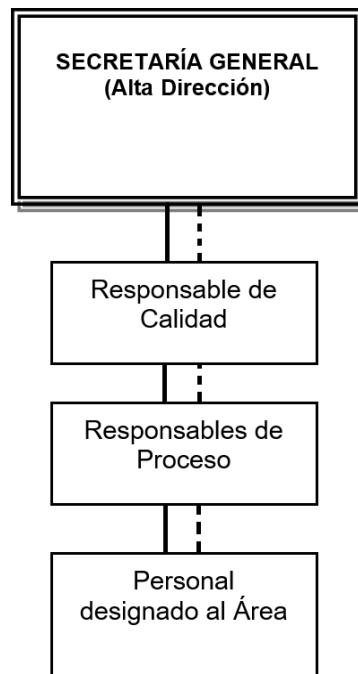 SECRETARÍA GENERAL
(Alta Dirección)
Responsable de
Calidad
Responsables de
Proceso
Personal
designado al Área